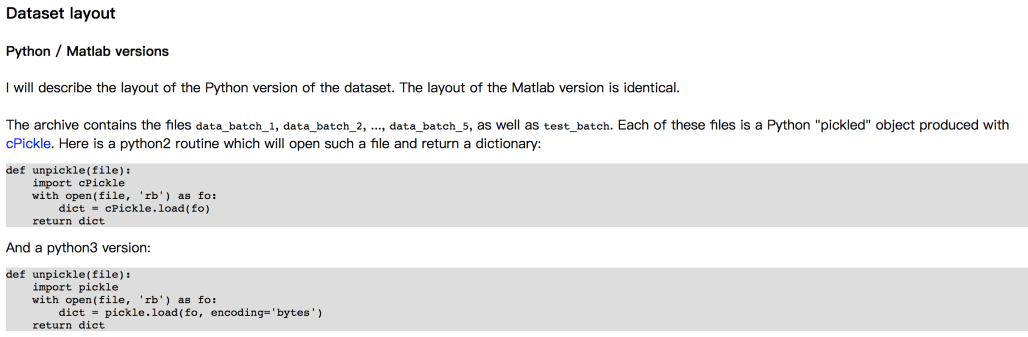 Dataset layout
Python / Matlab versions
I will describe the layout of the Python version of the dataset. The layout of the Matlab version is identical.
The archive contains the files data_batch_1, data_batch_2, ..., data_batch_5, as well as test_batch. Each of these files is a Python "pickled" object produced with
cPickle. Here is a python2 routine which will open such a file and return a dictionary:
def unpickle(file):
    import cPickle
    with open(file, 'rb') as fo:
        dict = cPickle.load(fo)
    return dict
And a python3 version:
def unpickle(file):
    import pickle
    with open(file, 'rb') as fo:
        dict = pickle.load(fo, encoding='bytes')
    return dict